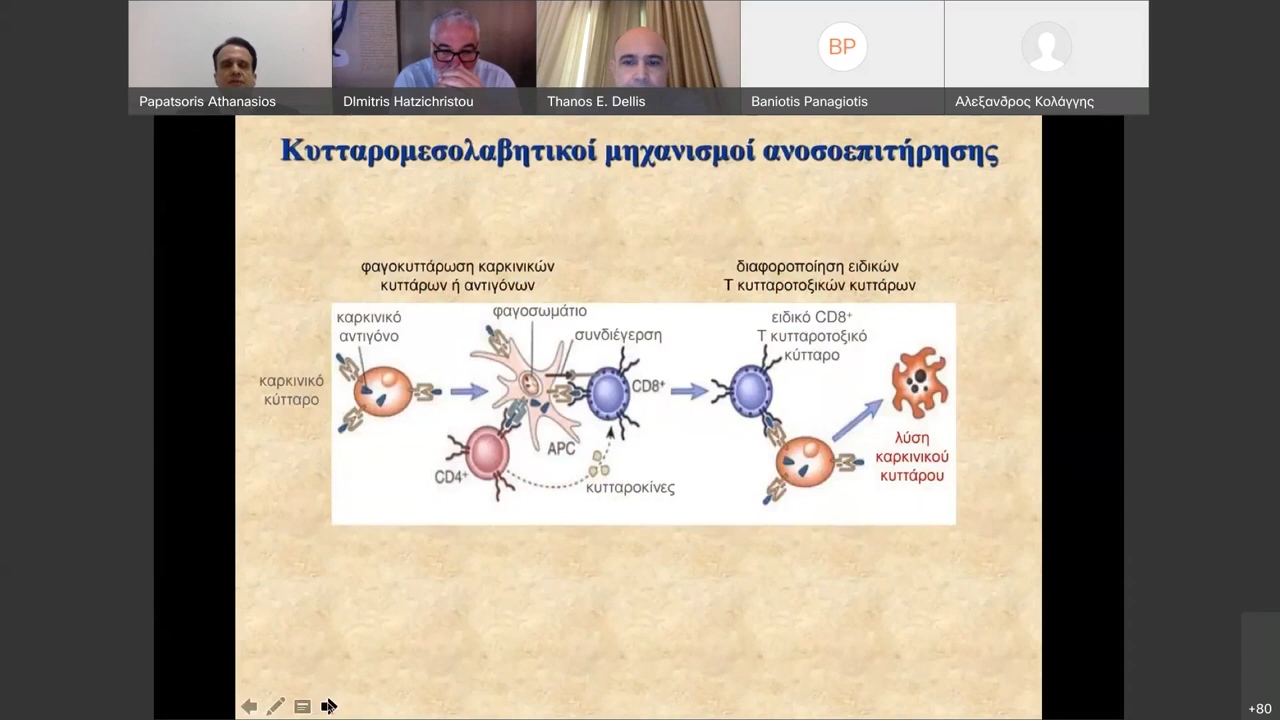 Papatsoris Athanasios
DImitris Hatzichristou
Thanos E. Dellis
BP
Baniotis Panagiotis
Αλεξανδρος Κολάγγης
Κυτταρομεσολαβητικοί μηχανισμοί ανοσοεπιτήρησης
φαγοκυττάρωση καρκινικών
κυττάρων ή αντιγόνων
διαφοροποίηση ειδικών
Τ κυτταροτοξικών κυττάρων
καρκινικό
αντιγόνο
φαγοσωμάτιο
συνδιέγερση
ειδικό CD8+
Τ κυτταροτοξικό
κύτταρο
καρκινικό
κύτταρο
CD8+
APC
CD4+
κυτταροκίνες
λύση
καρκινικού
κυττάρου
+80